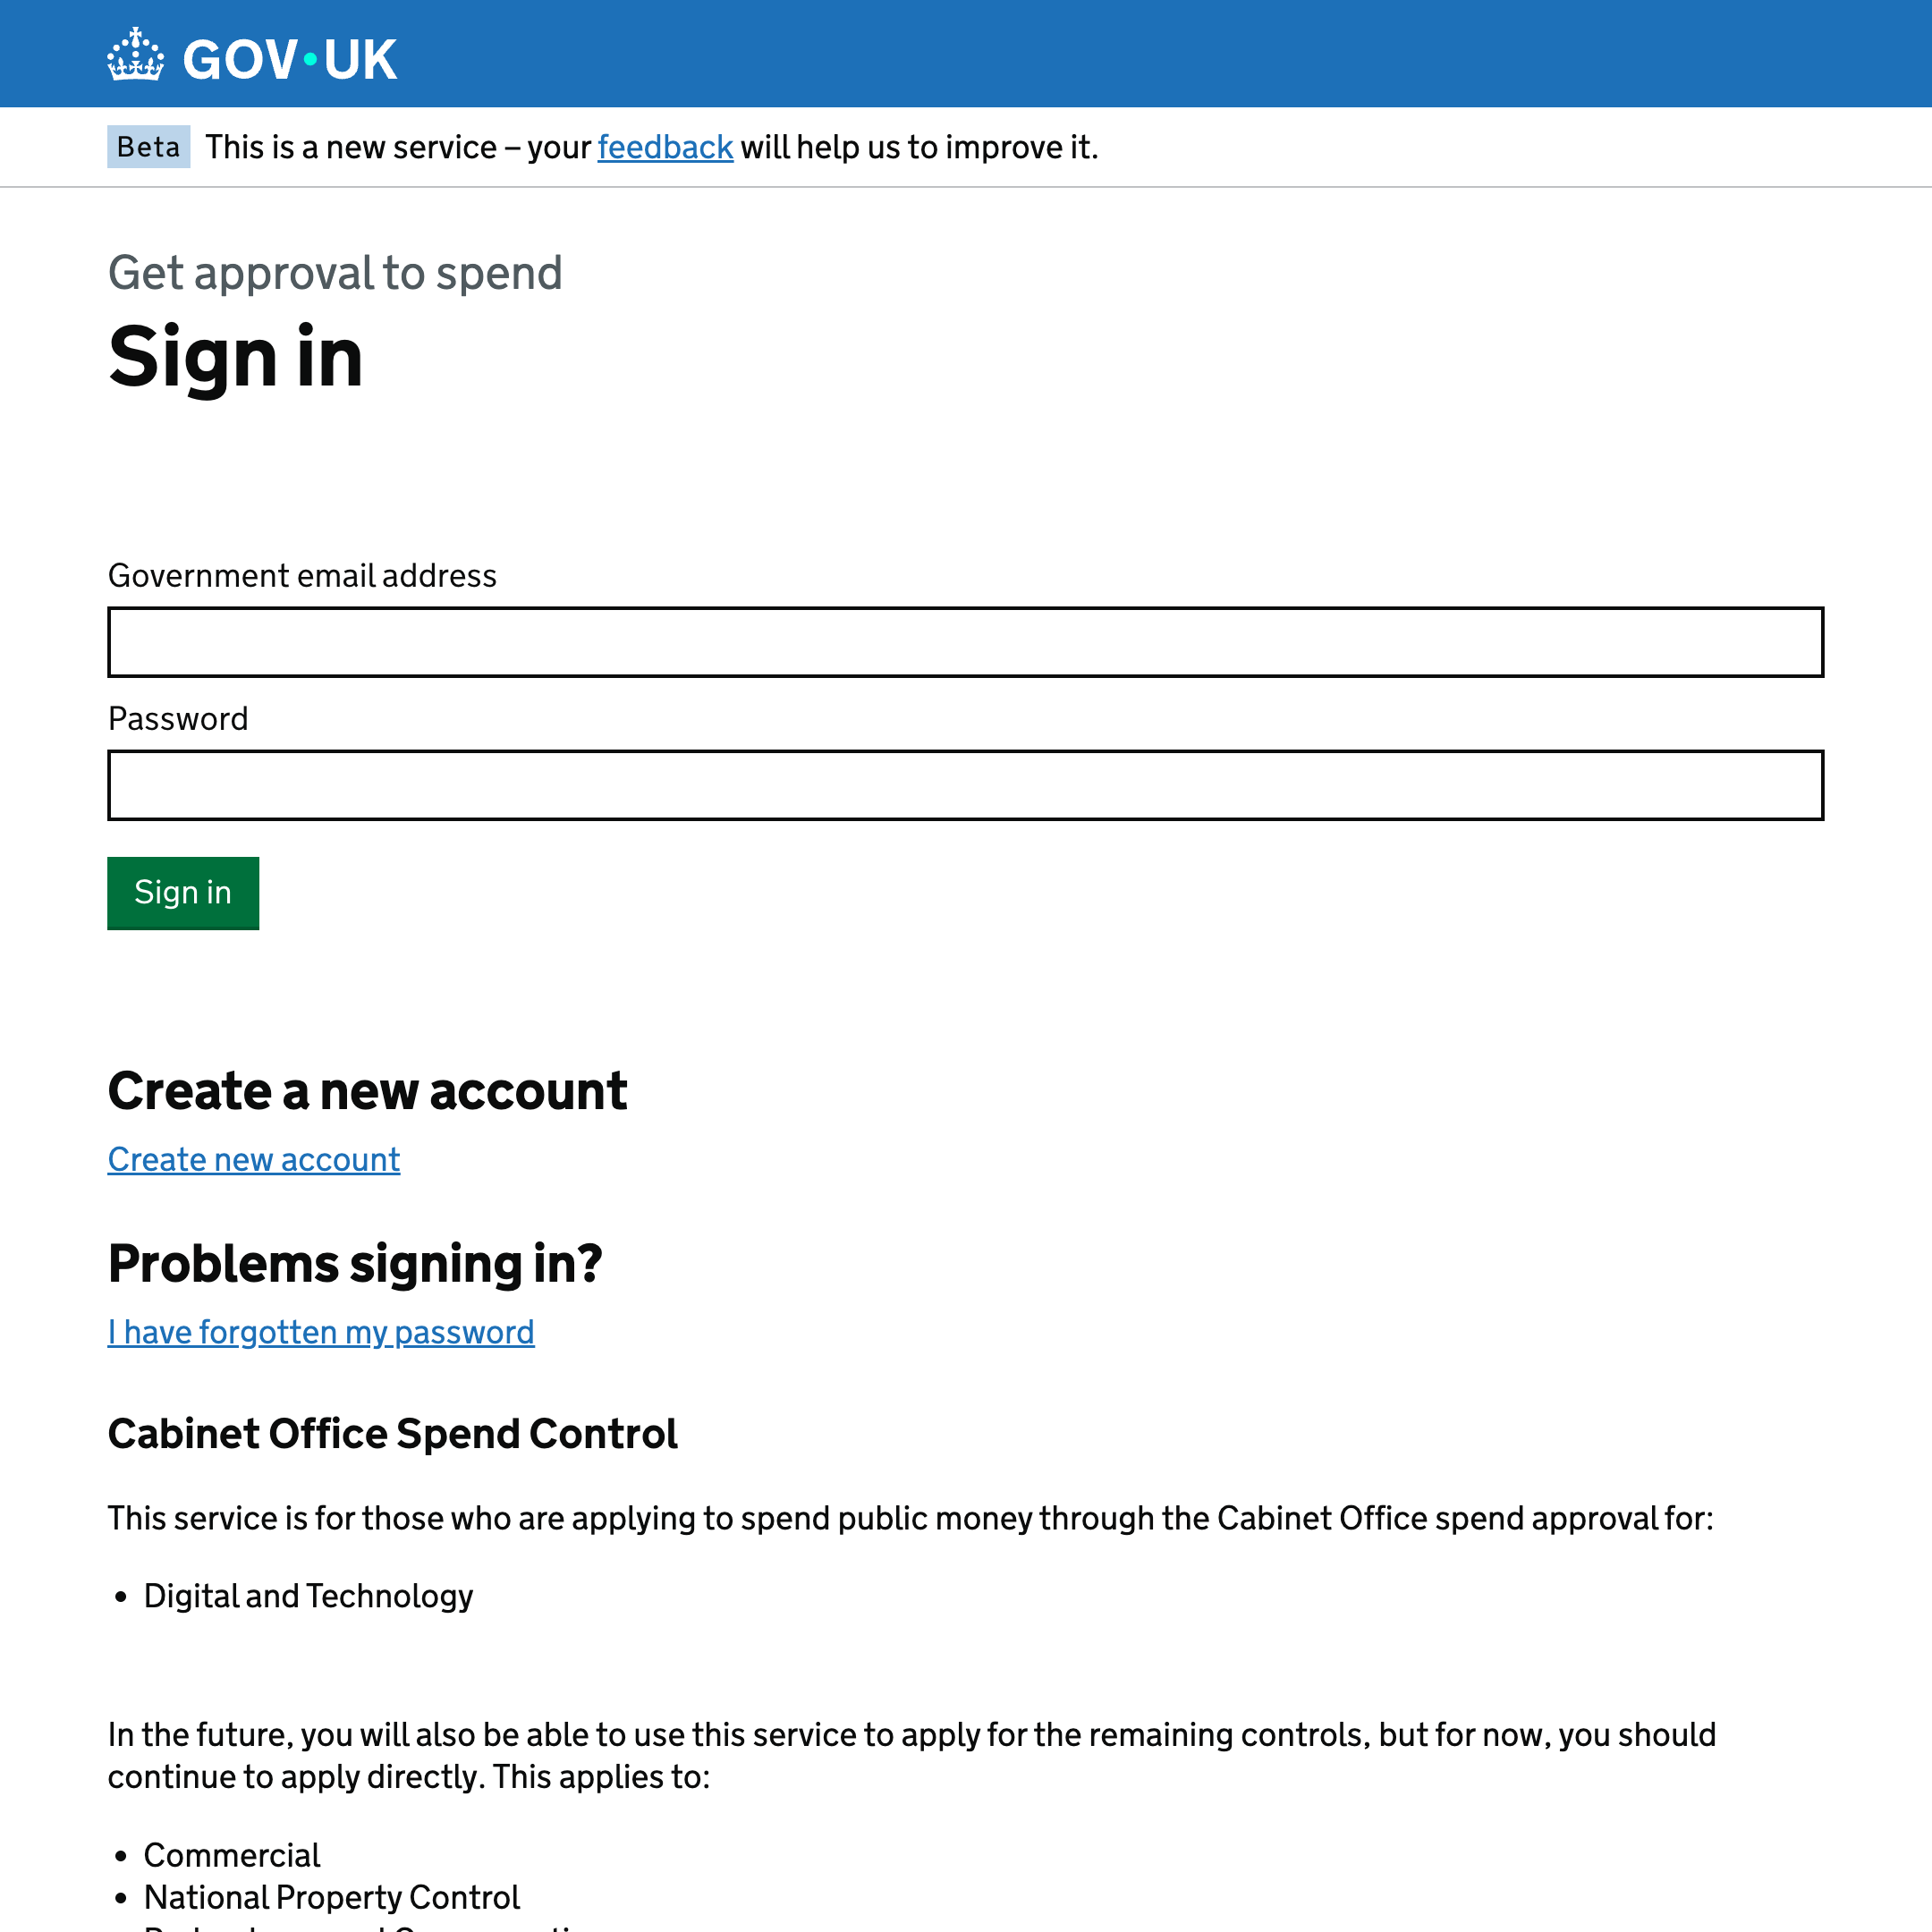 GOV•UK
Beta This is a new service – your feedback will help us to improve it.
Get approval to spend
Sign in
Government email address
Password
Sign in
Create a new account
Create new account
Problems signing in?
I have forgotten my password
Cabinet Office Spend Control
This service is for those who are applying to spend public money through the Cabinet Office spend approval for:
• Digital and Technology
In the future, you will also be able to use this service to apply for the remaining controls, but for now, you should
continue to apply directly. This applies to:
• Commercial
• National Property Control